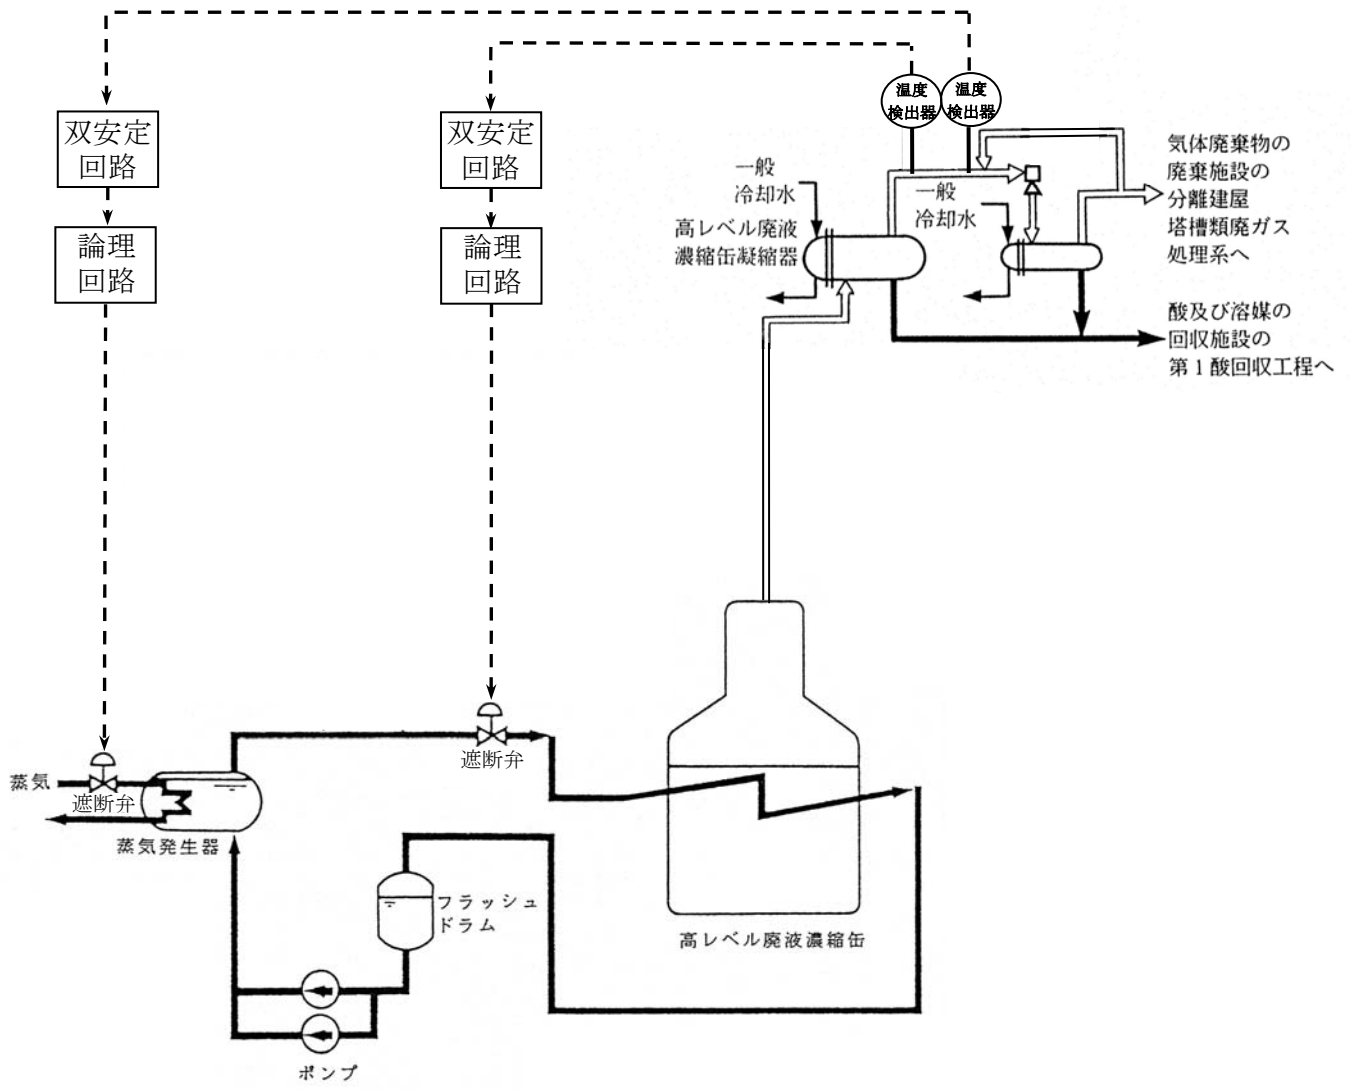 温度
検出器
温度
検出器
双安定
回路
双安定
回路
論理
回路
論理
回路
一般
冷却水
高レベル廃液
濃縮缶凝縮器
一般
冷却水
気体廃棄物の
廃棄施設の
分離建屋
塔槽類廃ガス
処理系へ
酸及び溶媒の
回収施設の
第1酸回収工程へ
蒸気
遮断弁
蒸気発生器
遮断弁
フラッシュ
ドラム
高レベル廃液濃縮缶
ポンプ